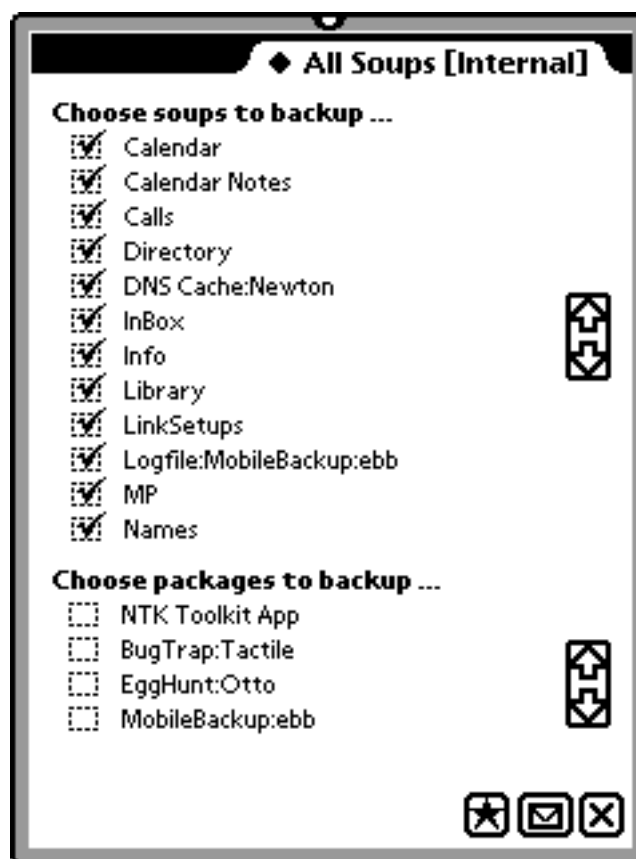 ◆ All Soups [Internal]
Choose soups to backup ...
Calendar
Calendar Notes
Calls
Directory
DNS Cache:Newton
InBox
Info
Library
LinkSetups
Logfile:MobileBackup:ebb
MP
Names
Choose packages to backup ...
NTK Toolkit App
BugTrap:Tactile
EggHunt:Otto
MobileBackup:ebb